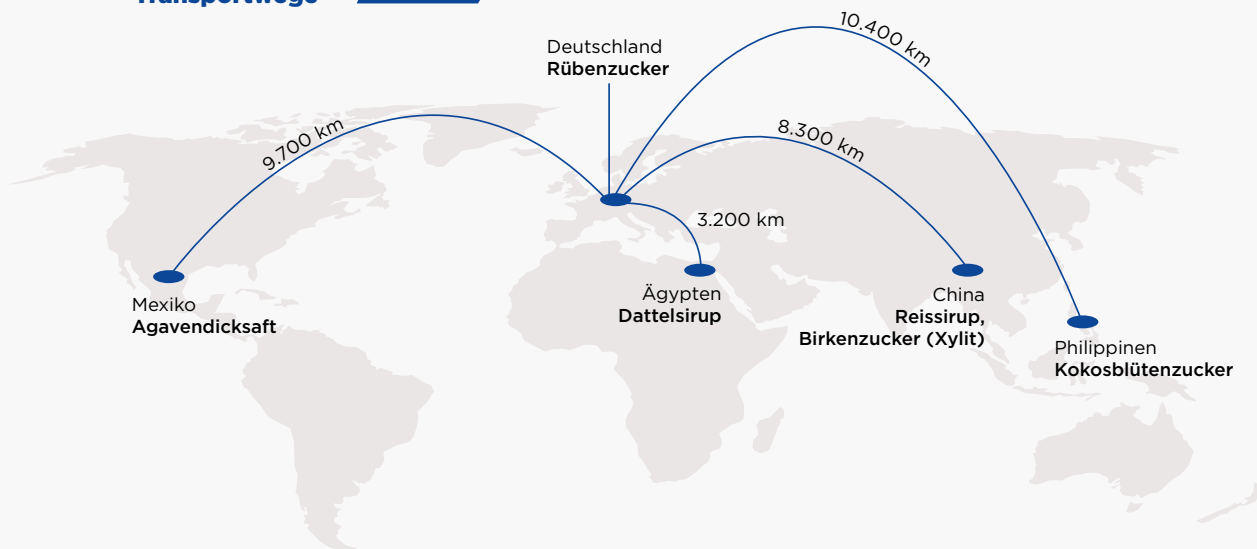 Transportwege
10.400 km
Deutschland
Rübenzucker
9.700 km
8.300 km
3.200 km
Mexiko
Agavendicksaft
Ägypten
Dattelsirup
China
Reissirup,
Birkenzucker (Xylit)
Philippinen
Kokosblütenzucker